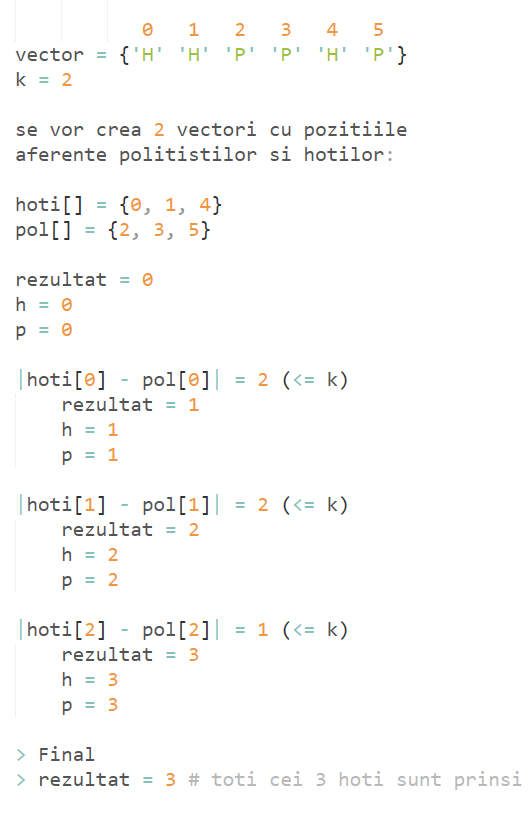 0 1 2 3 4 5
vector = {'H' 'H' 'P' 'P' 'H' 'P'}
k = 2
se vor crea 2 vectori cu pozitiile
aferente politistilor si hotilor:
hoti[] = {0, 1, 4}
pol[] = {2, 3, 5}
rezultat = 0
h = 0
p = 0
|hoti[0] - pol[0]| = 2 (<= k)
rezultat = 1
h = 1
p = 1
|hoti[1] - pol[1]| = 2 (<= k)
rezultat = 2
h = 2
p = 2
|hoti[2] - pol[2]| = 1 (<= k)
rezultat = 3
h = 3
p = 3
> Final
> rezultat = 3 # toti cei 3 hoti sunt prinsi